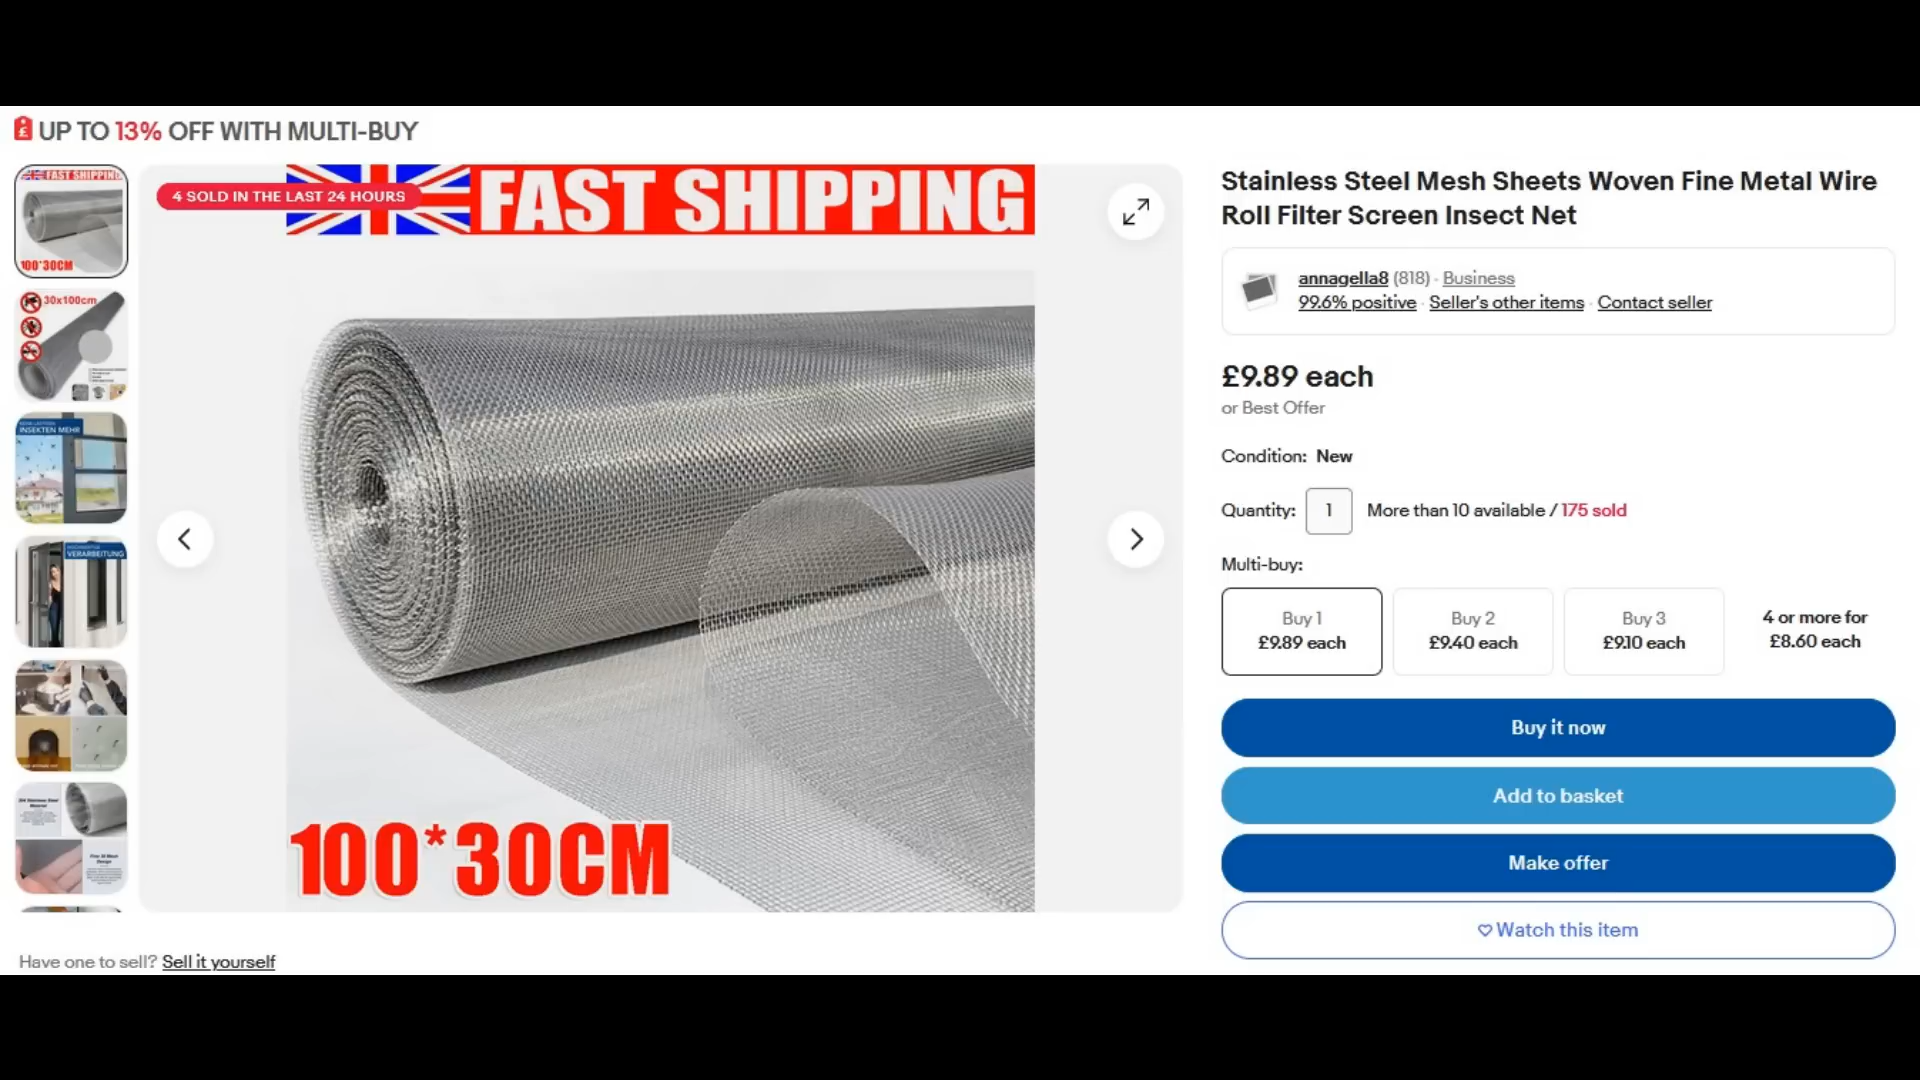 UP TO 13% OFF WITH MULTI-BUY
4 SOLD IN THE LAST 24 HOURS
FAST SHIPPING
100*30CM
FAST SHIPPING
100*30CM
30x100cm
INSEKTEN MEHR
VERARBEITUNG
Have one to sell? Sell it yourself
Stainless Steel Mesh Sheets Woven Fine Metal Wire
Roll Filter Screen Insect Net
annagella8 (818) · Business
99.6% positive · Seller's other items · Contact seller
£9.89 each
or Best Offer
Condition: New
Quantity: 1 More than 10 available / 175 sold
Multi-buy:
Buy 1
£9.89 each
Buy 2
£9.40 each
Buy 3
£9.10 each
4 or more for
£8.60 each
Buy it now
Add to basket
Make offer
Watch this item